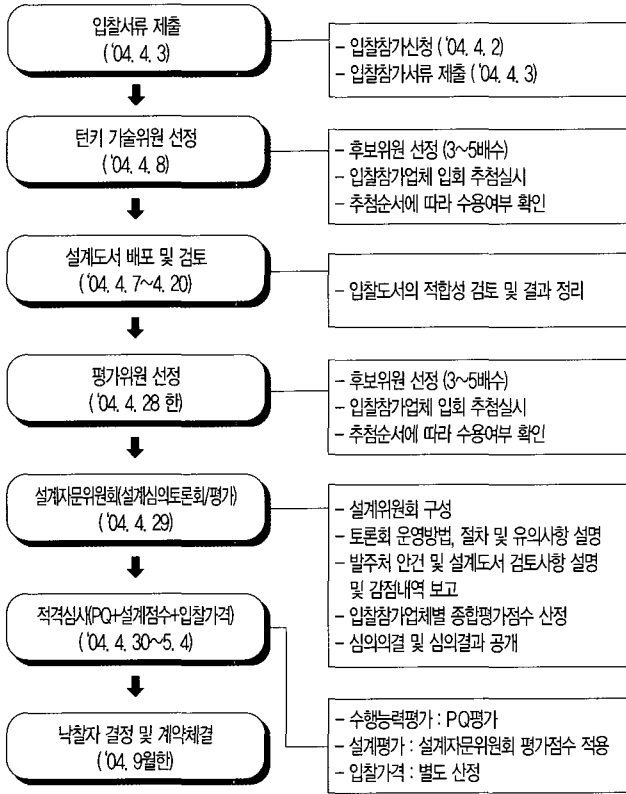 입찰서류 제출
('04. 4. 3)
- 입찰참가신청 ('04. 4. 2)
- 입찰참가서류 제출 ('04. 4. 3)
턴키 기술위원 선정
('04. 4. 8)
- 후보위원 선정 (3~5배수)
- 입찰참가업체 입회 추첨실시
- 추첨순서에 따라 수용여부 확인
설계도서 배포 및 검토
('04. 4. 7~4. 20)
- 입찰도서의 적합성 검토 및 결과 정리
평가위원 선정
('04. 4. 28 한)
- 후보위원 선정 (3~5배수)
- 입찰참가업체 입회 추첨실시
- 추첨순서에 따라 수용여부 확인
설계자문위원회(설계심의토론회/평가)
('04. 4. 29)
- 설계위원회 구성
- 토론회 운영방법, 절차 및 유의사항 설명
- 발주처 안건 및 설계도서 검토사항 설명
및 감점내역 보고
- 입찰참가업체별 종합평가점수 산정
- 심의의결 및 심의결과 공개
적격심사(PQ+설계점수+입찰가격)
('04. 4. 30~5. 4)
- 수행능력평가 : PQ평가
- 설계평가 : 설계자문위원회 평가점수 적용
- 입찰가격 : 별도 산정
낙찰자 결정 및 계약체결
('04. 9월한)